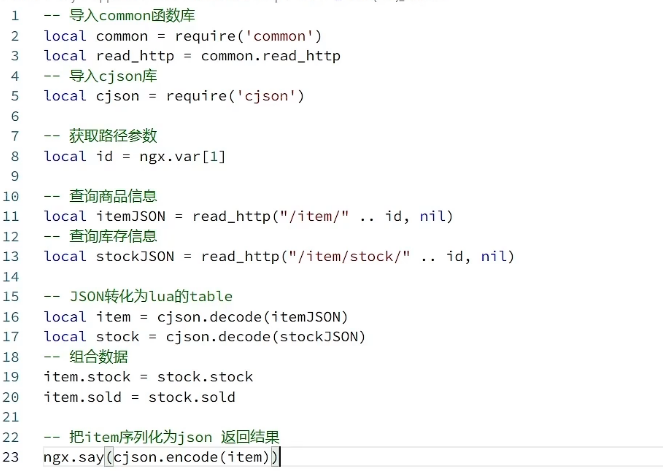 1 -- 导入common函数库
2 local common = require('common')
3 local read_http = common.read_http
4 -- 导入cjson库
5 local cjson = require('cjson')
6
7 -- 获取路径参数
8 local id = ngx.var[1]
9
10 -- 查询商品信息
11 local itemJSON = read_http("/item/" .. id, nil)
12 -- 查询库存信息
13 local stockJSON = read_http("/item/stock/" .. id, nil)
14
15 -- JSON转化为lua的table
16 local item = cjson.decode(itemJSON)
17 local stock = cjson.decode(stockJSON)
18 -- 组合数据
19 item.stock = stock.stock
20 item.sold = stock.sold
21
22 -- 把item序列化为json 返回结果
23 ngx.say(cjson.encode(item))